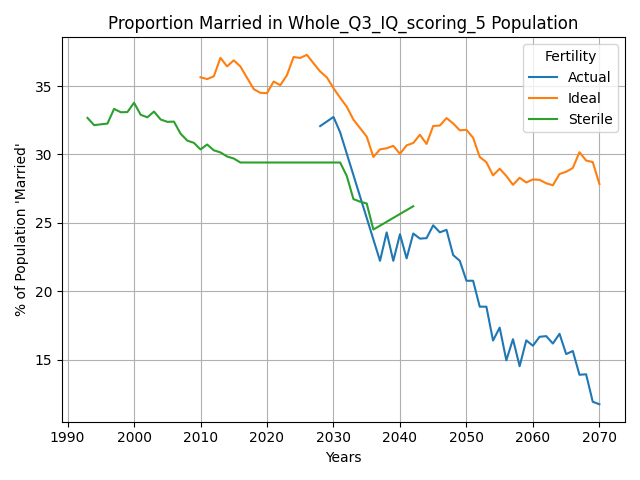 Proportion Married in Whole_Q3_IQ_scoring_5 Population
% of Population 'Married'
35
30
25
20
15
1990
2000
2010
2020
2030
2040
2050
2060
2070
Years
Fertility
Actual
Ideal
Sterile